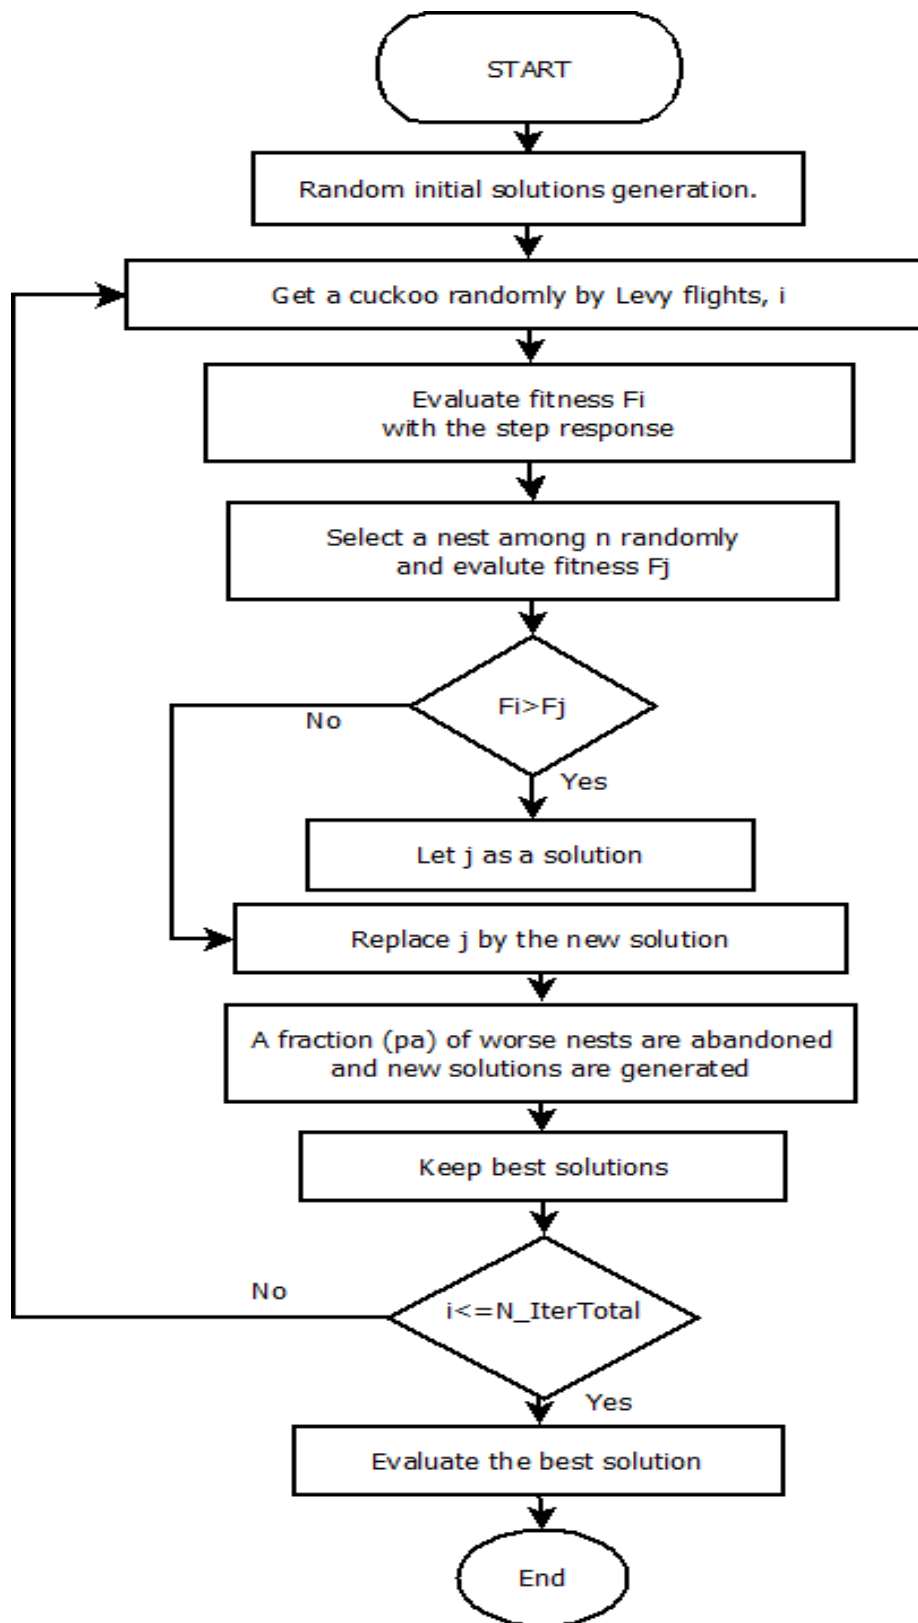 START
Random initial solutions generation.
Get a cuckoo randomly by Levy flights, i
Evaluate fitness Fi
with the step response
Select a nest among n randomly
and evalute fitness Fj
Fi>Fj
No
Yes
Let j as a solution
Replace j by the new solution
A fraction (pa) of worse nests are abandoned
and new solutions are generated
Keep best solutions
No
i<=N_IterTotal
Yes
Evaluate the best solution
End